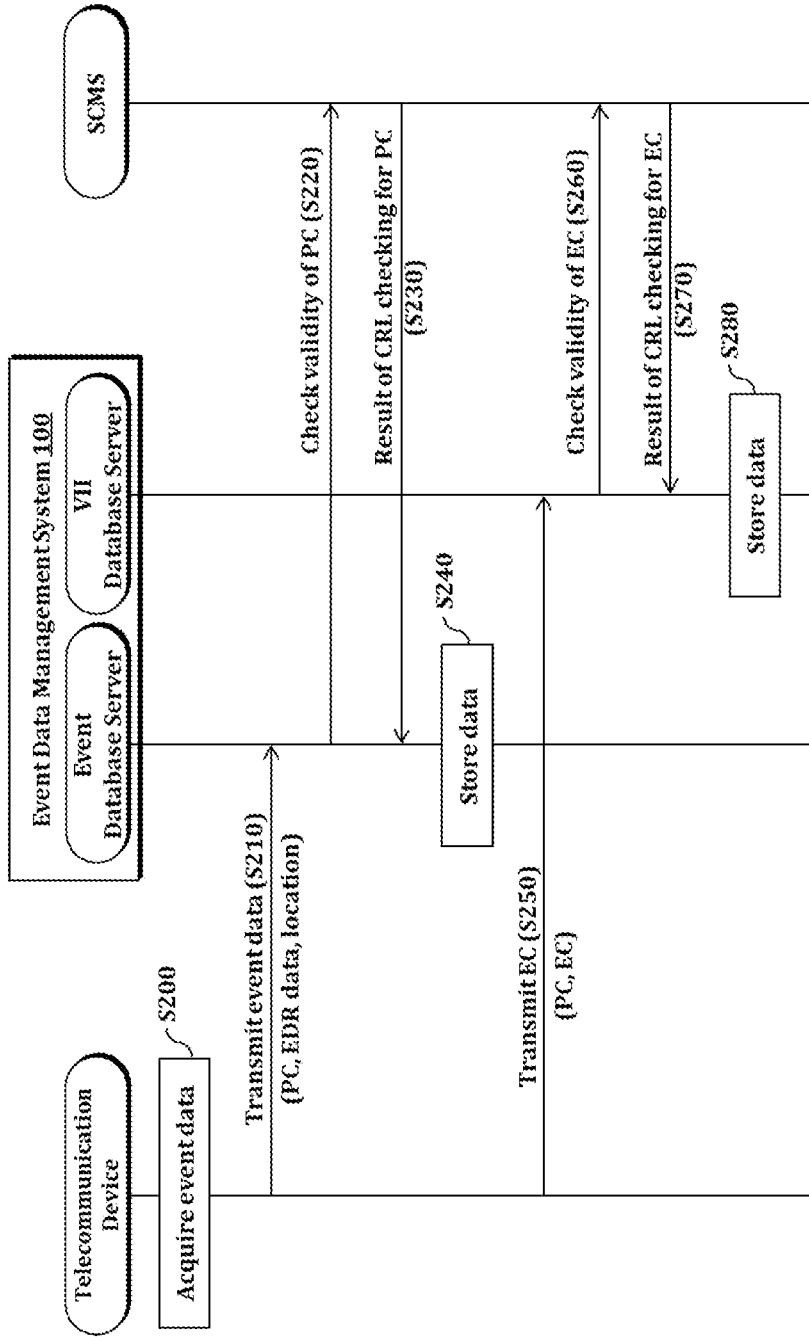 Event Data Management System 100
Telecommunication
Device
Event
Database Server
VII
Database Server
SCMS
Acquire event data
S200
Transmit event data {S210}
{PC, EDR data, location}
Check validity of PC {S220}
Result of CRL checking for PC
{S230}
Store data
S240
Transmit EC {S250}
{PC, EC}
Check validity of EC {S260}
Result of CRL checking for EC
{S270}
Store data
S280